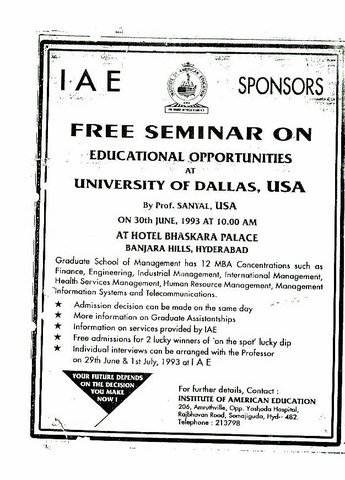 IAE
SPONSORS
FREE SEMINAR ON
EDUCATIONAL OPPORTUNITIES
AT
UNIVERSITY OF DALLAS, USA
By Prof. SANYAL, USA
ON 30th JUNE, 1993 AT 10.00 AM
AT HOTEL BHASKARA PALACE
BANJARA HILLS, HYDERABAD
Graduate School of Management has 12 MBA Concentrations such as
Finance, Engineering, Industrial Management, International Management,
Health Services Management, Human Resource Management, Management
Information Systems and Telecommunications.
★ Admission decision can be made on the same day
★ More information on Graduate Assistantships
★ Information on services provided by IAE
★ Free admissions for 2 lucky winners of 'on the spot' lucky dip
★ Individual interviews can be arranged with the Professor
on 29th June & 1st July, 1993 at I A E
YOUR FUTURE DEPENDS
ON THE DECISION
YOU MAKE
NOW !
For further details, Contact :
INSTITUTE OF AMERICAN EDUCATION
206, Amruthville, Opp. Yashoda Hospital,
Rajbhavan Road, Somajiguda, Hyd-- 482.
Telephone : 213798